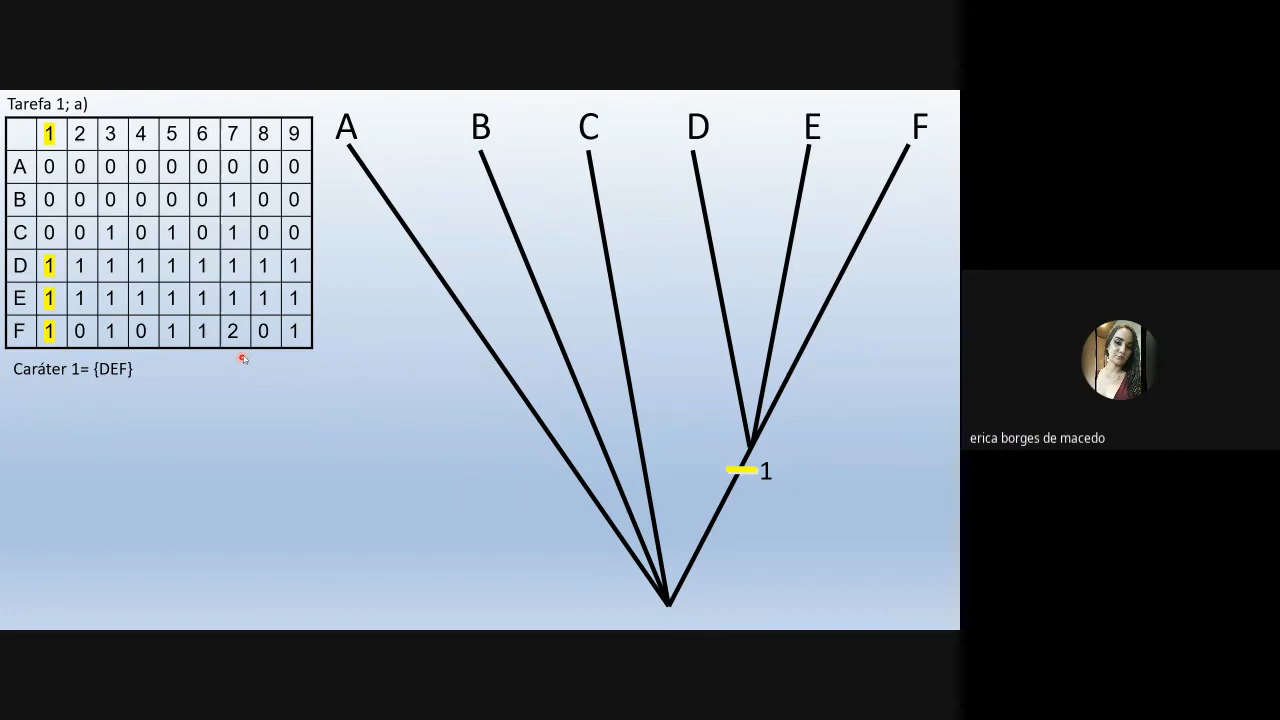 Tarefa 1; a)
1 2 3 4 5 6 7 8 9
A 0 0 0 0 0 0 0 0 0
B 0 0 0 0 0 0 1 0 0
C 0 0 1 0 1 0 1 0 0
D 1 1 1 1 1 1 1 1 1
E 1 1 1 1 1 1 1 1 1
F 1 0 1 0 1 1 2 0 1
Caráter 1= {DEF}
A B C D E F
1
erica borges de macedo